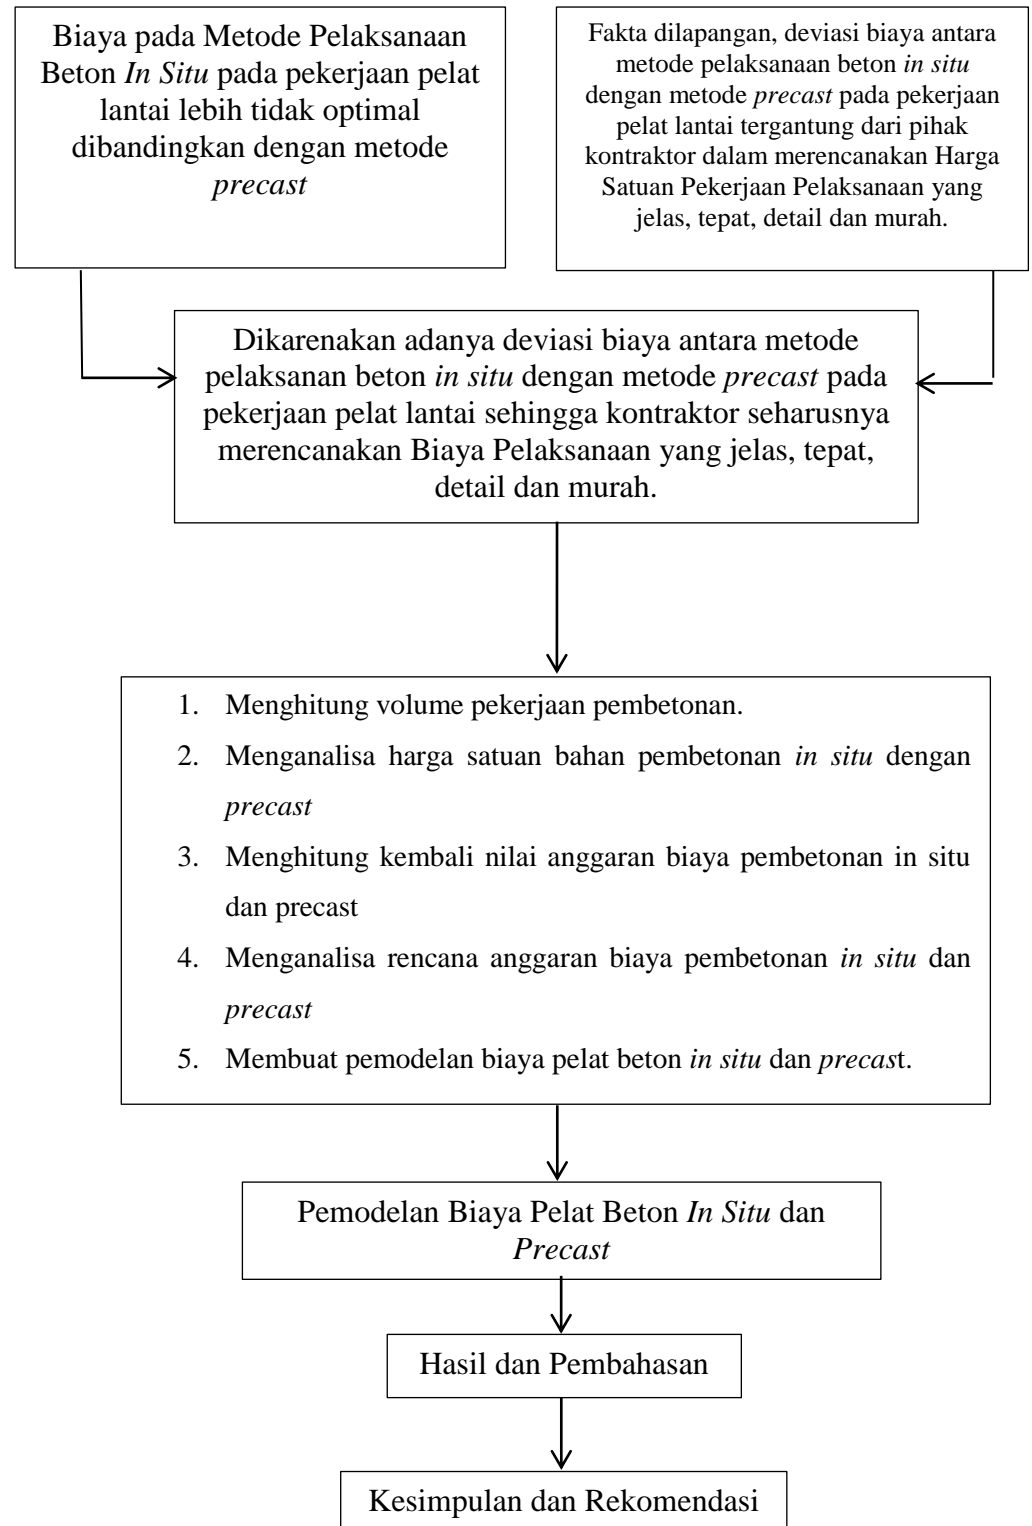 Biaya pada Metode Pelaksanaan
Beton In Situ pada pekerjaan pelat
lantai lebih tidak optimal
dibandingkan dengan metode
precast
Fakta dilapangan, deviasi biaya antara
metode pelaksanaan beton in situ
dengan metode precast pada pekerjaan
pelat lantai tergantung dari pihak
kontraktor dalam merencanakan Harga
Satuan Pekerjaan Pelaksanaan yang
jelas, tepat, detail dan murah.
Dikarenakan adanya deviasi biaya antara metode
pelaksanan beton in situ dengan metode precast pada
pekerjaan pelat lantai sehingga kontraktor seharusnya
merencanakan Biaya Pelaksanaan yang jelas, tepat,
detail dan murah.
1. Menghitung volume pekerjaan pembetonan.
2. Menganalisa harga satuan bahan pembetonan in situ dengan
precast
3. Menghitung kembali nilai anggaran biaya pembetonan in situ
dan precast
4. Menganalisa rencana anggaran biaya pembetonan in situ dan
precast
5. Membuat pemodelan biaya pelat beton in situ dan precast.
Pemodelan Biaya Pelat Beton In Situ dan
Precast
Hasil dan Pembahasan
Kesimpulan dan Rekomendasi